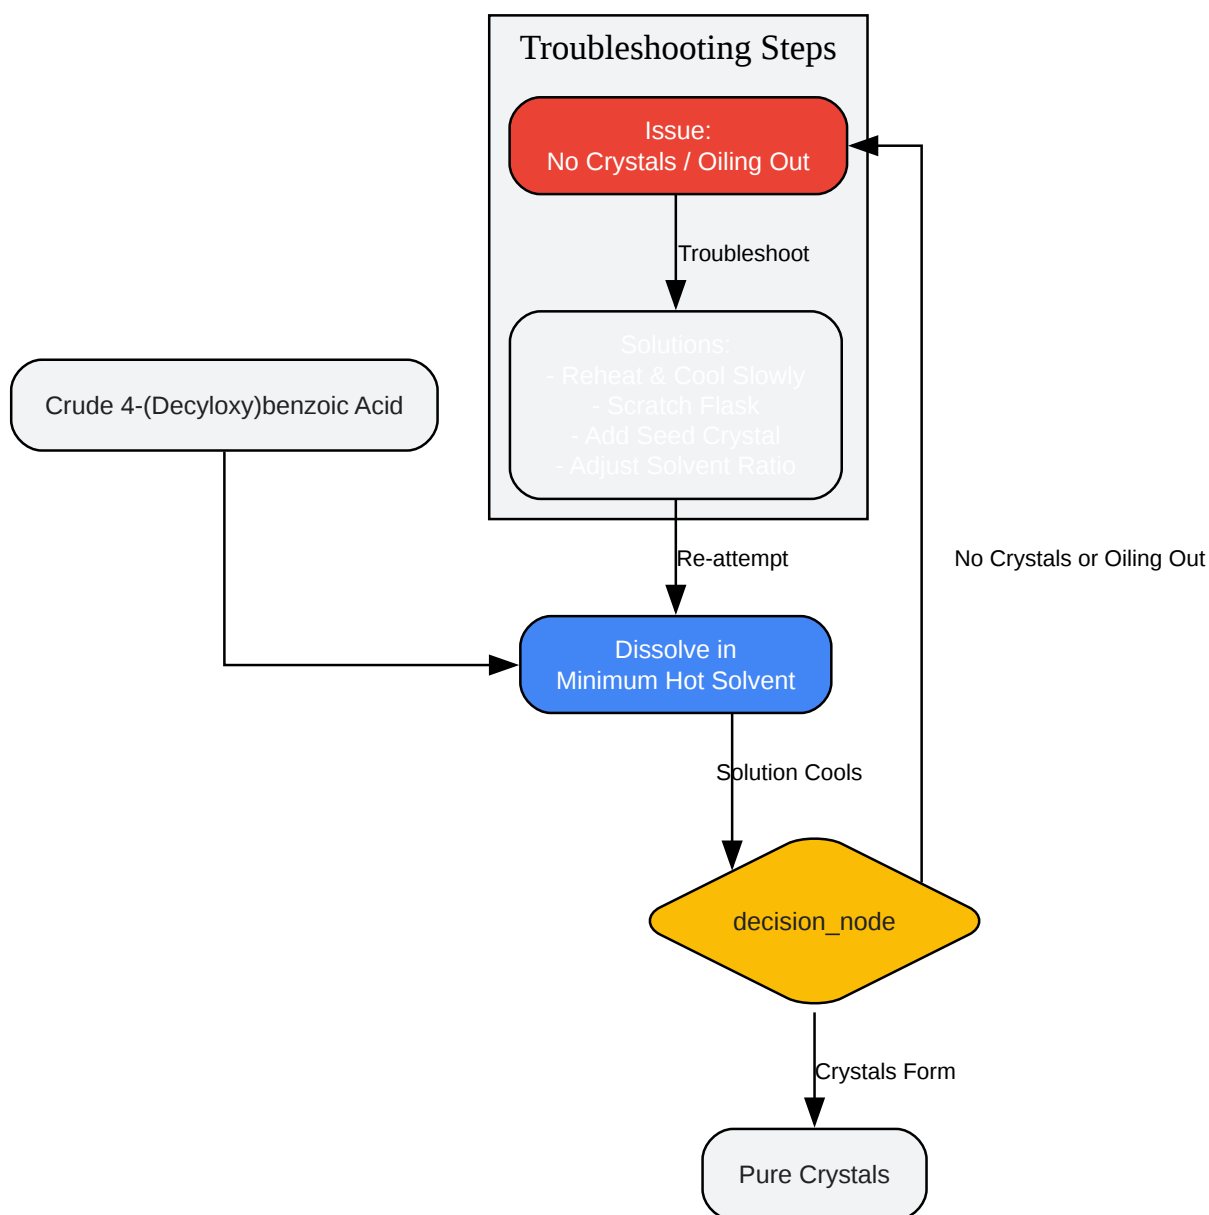 Troubleshooting Steps
Issue:
No Crystals / Oiling Out
Troubleshoot
Solutions:
- Reheat & Cool Slowly
- Scratch Flask
- Add Seed Crystal
- Adjust Solvent Ratio
Crude 4-(Decyloxy)benzoic Acid
Re-attempt
No Crystals or Oiling Out
Dissolve in
Minimum Hot Solvent
Solution Cools
decision_node
Crystals Form
Pure Crystals